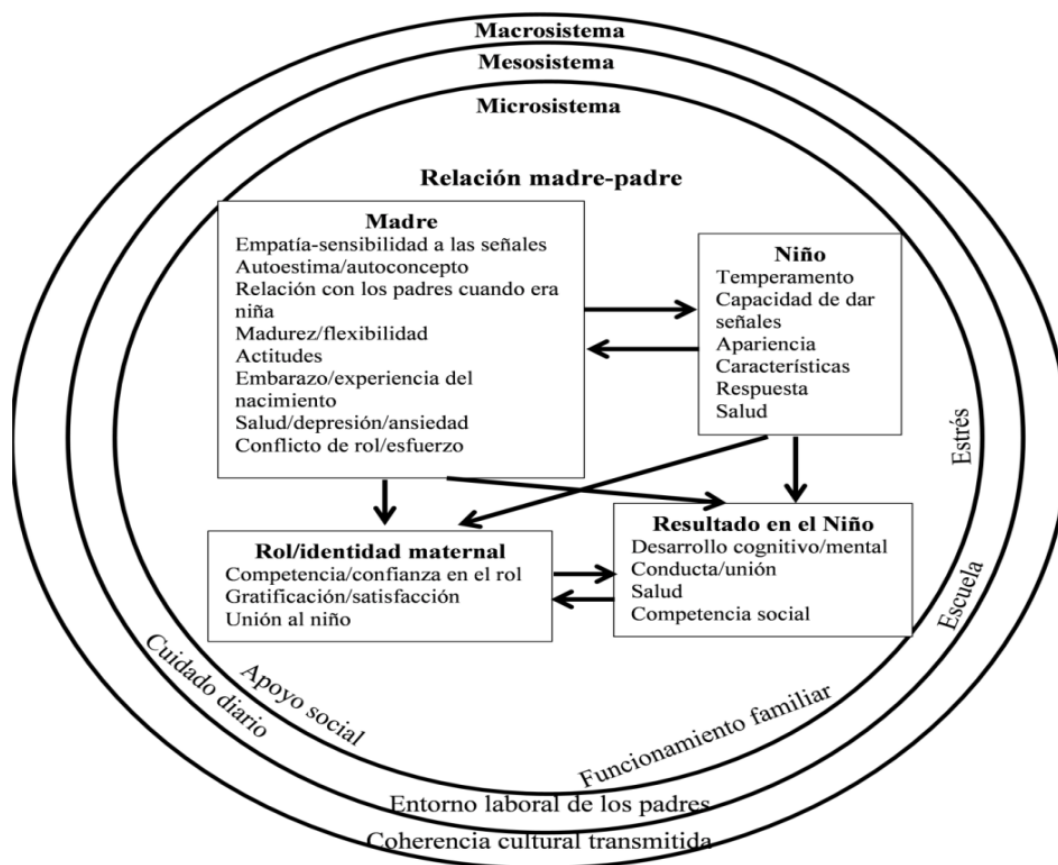 Macrosistema
Mesosistema
Microsistema
Relación madre-padre
Madre
Empatía-sensibilidad a las señales
Autoestima/autoconcepto
Relación con los padres cuando era
niña
Madurez/flexibilidad
Actitudes
Embarazo/experiencia del
nacimiento
Salud/depresión/ansiedad
Conflicto de rol/esfuerzo
Niño
Temperamento
Capacidad de dar
señales
Apariencia
Características
Respuesta
Salud
Rol/identidad maternal
Competencia/confianza en el rol
Gratificación/satisfacción
Unión al niño
Resultado en el Niño
Desarrollo cognitivo/mental
Conducta/unión
Salud
Competencia social
Estrés
Escuela
Cuidado diario
Apoyo social
Funcionamiento familiar
Entorno laboral de los padres
Coherencia cultural transmitida